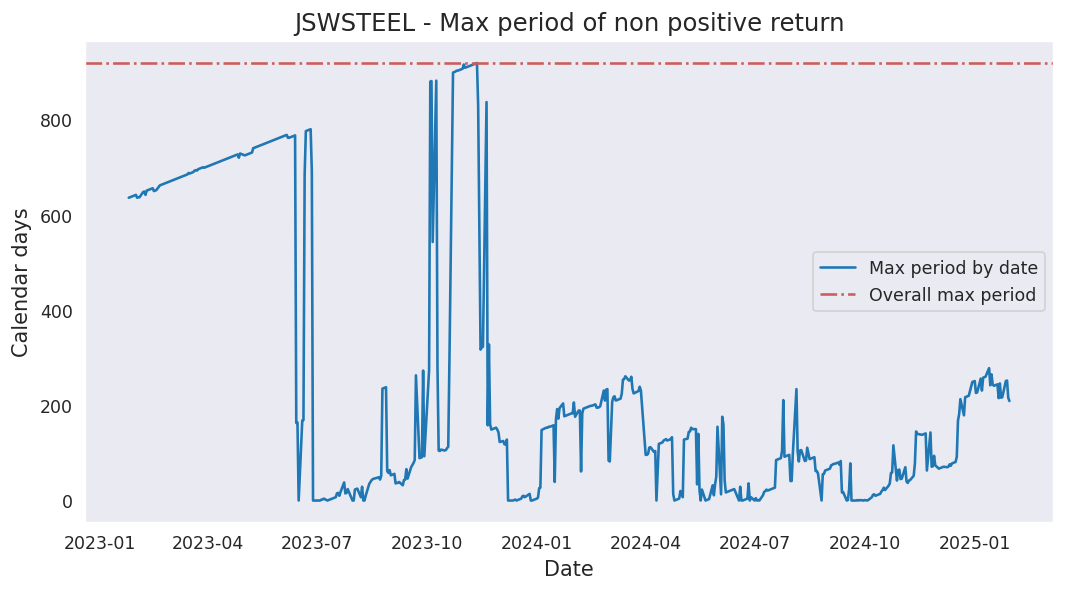 JSWSTEEL - Max period of non positive return
Calendar days
800
600
400
200
0
Max period by date
Overall max period
2023-01 2023-04 2023-07 2023-10 2024-01 2024-04 2024-07 2024-10 2025-01
Date